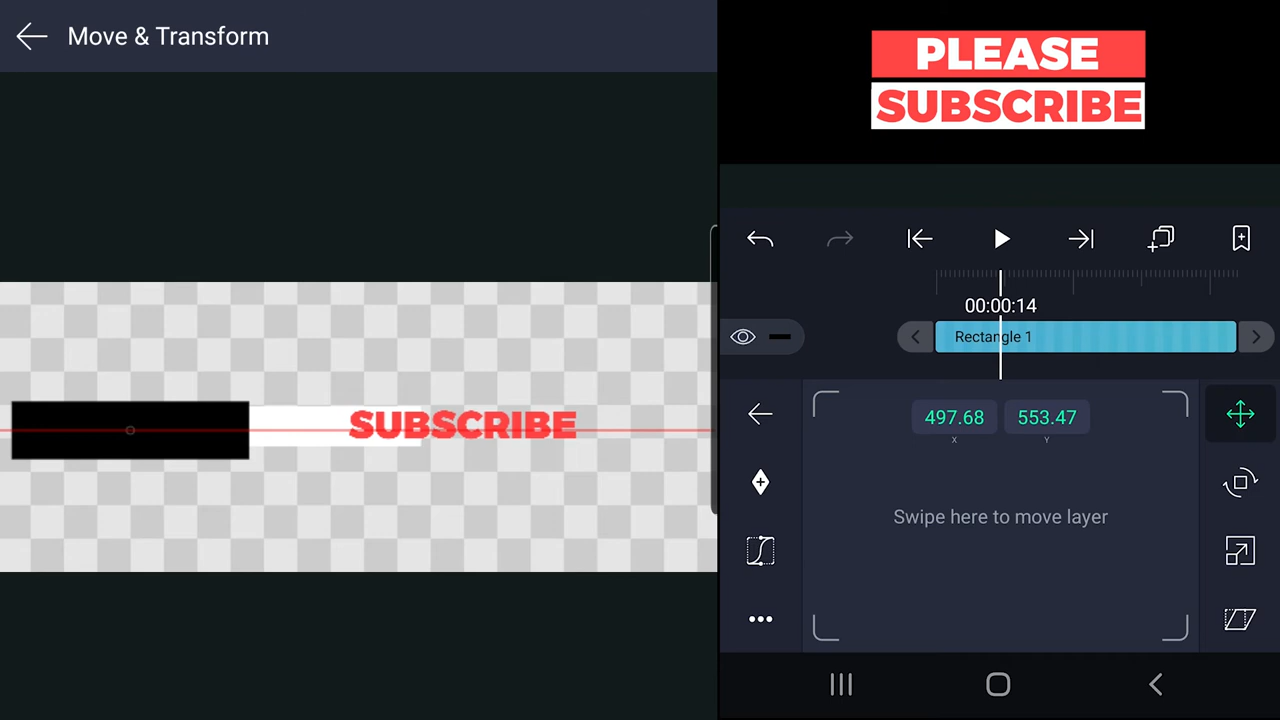 Move & Transform
SUBSCRIBE
PLEASE
SUBSCRIBE
00:00:14
Rectangle 1
497.68 553.47
X Y
Swipe here to move layer